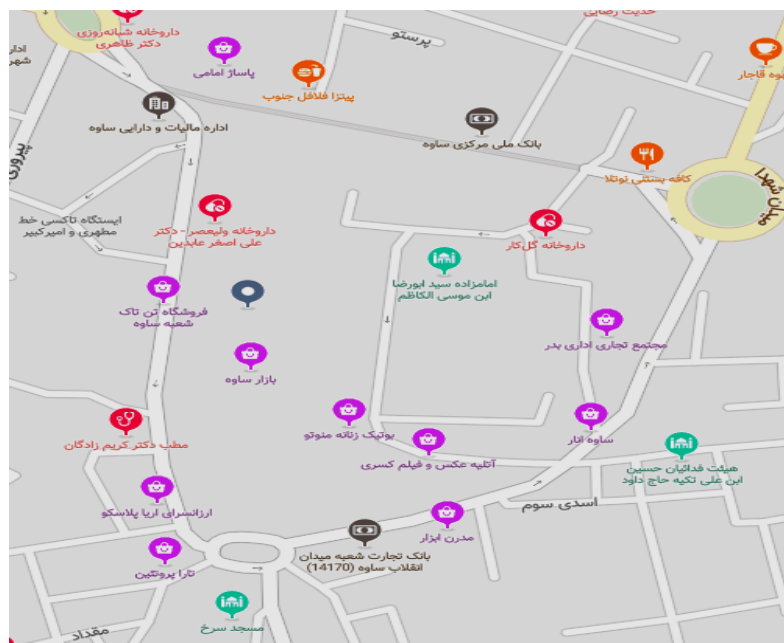 حدیث رضایی
داروخانه شبانه‌روزی
دکتر ظاهری
پرستو
پاساژ امامی
پیتزا فلافل جنوب
اداره مالیات و دارایی ساوه
بانک ملی مرکزی ساوه
کافه بستنی نوتلا
میدان شهدا
ایستگاه تاکسی خط
مطهری و امیرکبیر
داروخانه ولیعصر - دکتر
علی اصغر عابدین
داروخانه گل‌کار
امامزاده سید ابورضا
ابن موسی الکاظم
فروشگاه تن تاک
شعبه ساوه
مجتمع تجاری اداری بدر
بازار ساوه
بوتیک زنانه منوتو
ساوه انار
مطب دکتر کریم زادگان
آتلیه عکس و فیلم کسری
هیئت فدائیان حسین
ابن علی تکیه حاج داود
ارزانسرای اریا پلاسکو
اسدی سوم
مدرن ابزار
بانک تجارت شعبه میدان
انقلاب ساوه (14170)
تارا پروتئین
مسجد سرخ
مقداد